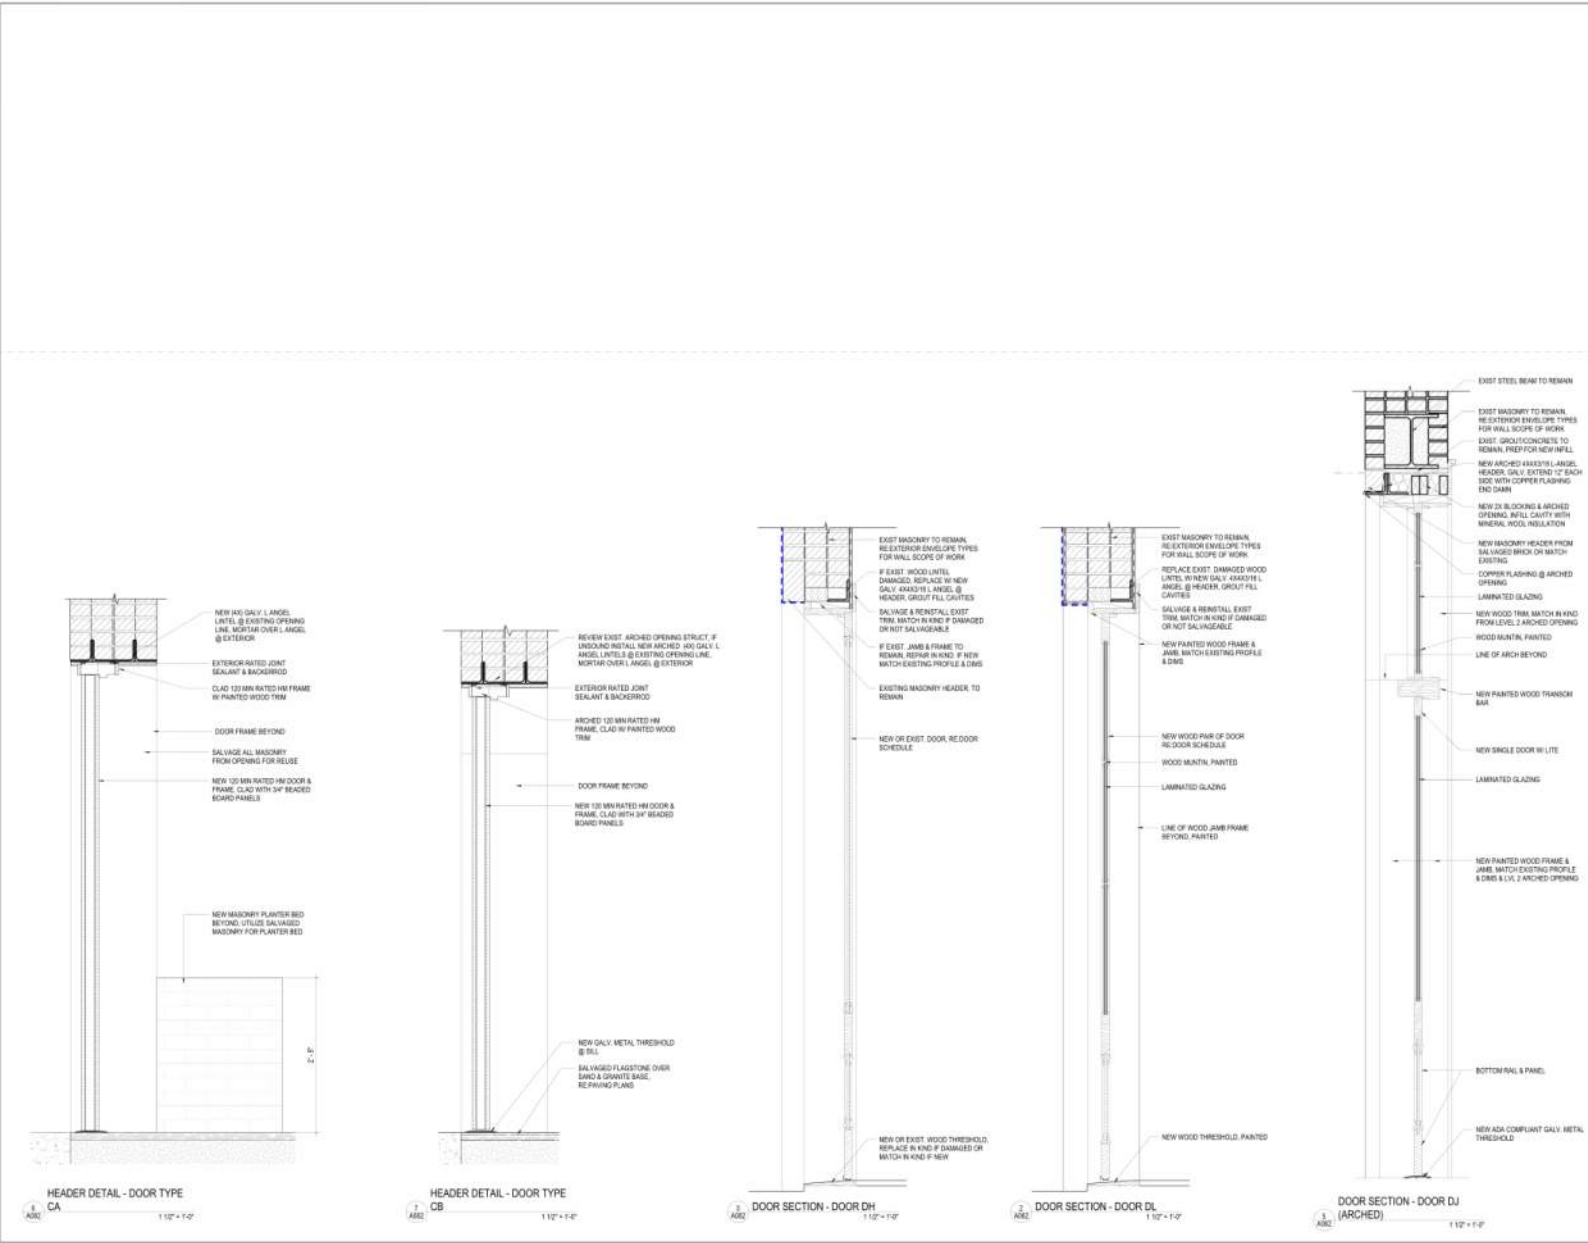 NEW (4X) GALV. L ANGEL
LINTEL @ EXISTING OPENING
LINE, MORTAR OVER L ANGEL
@ EXTERIOR
EXTERIOR RATED JOINT
SEALANT & BACKERROD
CLAD 120 MIN RATED HM FRAME
W/ PAINTED WOOD TRIM
DOOR FRAME BEYOND
SALVAGE ALL MASONRY
FROM OPENING FOR REUSE
NEW 120 MIN RATED HM DOOR &
FRAME, CLAD WITH 3/4" BEADED
BOARD PANELS
NEW MASONRY PLANTER BED
BEYOND, UTILIZE SALVAGED
MASONRY FOR PLANTER BED
HEADER DETAIL - DOOR TYPE
CA
A082
1 1/2" = 1'-0"
REVIEW EXIST. ARCHED OPENING STRUCT, IF
UNSOUND INSTALL NEW ARCHED (4X) GALV. L
ANGEL LINTELS @ EXISTING OPENING LINE,
MORTAR OVER L ANGEL @ EXTERIOR
EXTERIOR RATED JOINT
SEALANT & BACKERROD
ARCHED 120 MIN RATED HM
FRAME, CLAD W/ PAINTED WOOD
TRIM
DOOR FRAME BEYOND
NEW 120 MIN RATED HM DOOR &
FRAME, CLAD WITH 3/4" BEADED
BOARD PANELS
NEW GALV. METAL THRESHOLD
@ SILL
SALVAGED FLAGSTONE OVER
SAND & GRANITE BASE,
RE:PAVING PLANS
HEADER DETAIL - DOOR TYPE
CB
7
A082
1 1/2" = 1'-0"
EXIST MASONRY TO REMAIN,
RE:EXTERIOR ENVELOPE TYPES
FOR WALL SCOPE OF WORK
IF EXIST. WOOD LINTEL
DAMAGED, REPLACE W/ NEW
GALV. 4X4X3/16 L ANGEL @
HEADER, GROUT FILL CAVITIES
SALVAGE & REINSTALL EXIST
TRIM, MATCH IN KIND IF DAMAGED
OR NOT SALVAGEABLE
IF EXIST. JAMB & FRAME TO
REMAIN, REPAIR IN KIND. IF NEW
MATCH EXISTING PROFILE & DIMS
EXISTING MASONRY HEADER, TO
REMAIN
NEW OR EXIST. DOOR, RE:DOOR
SCHEDULE
NEW OR EXIST. WOOD THRESHOLD,
REPLACE IN KIND IF DAMAGED OR
MATCH IN KIND IF NEW
DOOR SECTION - DOOR DH
3
A082
1 1/2" = 1'-0"
EXIST MASONRY TO REMAIN,
RE:EXTERIOR ENVELOPE TYPES
FOR WALL SCOPE OF WORK
REPLACE EXIST. DAMAGED WOOD
LINTEL W/ NEW GALV. 4X4X3/16 L
ANGEL @ HEADER, GROUT FILL
CAVITIES
SALVAGE & REINSTALL EXIST
TRIM, MATCH IN KIND IF DAMAGED
OR NOT SALVAGEABLE
NEW PAINTED WOOD FRAME &
JAMB, MATCH EXISTING PROFILE
& DIMS
NEW WOOD PAIR OF DOOR
RE:DOOR SCHEDULE
WOOD MUNTIN, PAINTED
LAMINATED GLAZING
LINE OF WOOD JAMB FRAME
BEYOND, PAINTED
NEW WOOD THRESHOLD, PAINTED
DOOR SECTION - DOOR DL
2
A082
1 1/2" = 1'-0"
EXIST STEEL BEAM TO REMAIN
EXIST MASONRY TO REMAIN,
RE:EXTERIOR ENVELOPE TYPES
FOR WALL SCOPE OF WORK
EXIST. GROUT/CONCRETE TO
REMAIN, PREP FOR NEW INFILL
NEW ARCHED 4X4X3/16 L-ANGEL
HEADER, GALV. EXTEND 12" EACH
SIDE WITH COPPER FLASHING
END DAMN
NEW 2X BLOCKING & ARCHED
OPENING, INFILL CAVITY WITH
MINERAL WOOL INSULATION
NEW MASONRY HEADER FROM
SALVAGED BRICK OR MATCH
EXISTING
COPPER FLASHING @ ARCHED
OPENING
LAMINATED GLAZING
NEW WOOD TRIM, MATCH IN KIND
FROM LEVEL 2 ARCHED OPENING
WOOD MUNTIN, PAINTED
LINE OF ARCH BEYOND
NEW PAINTED WOOD TRANSOM
BAR
NEW SINGLE DOOR W/ LITE
LAMINATED GLAZING
NEW PAINTED WOOD FRAME &
JAMB, MATCH EXISTING PROFILE
& DIMS & LVL 2 ARCHED OPENING
BOTTOM RAIL & PANEL
NEW ADA COMPLIANT GALV. METAL
THRESHOLD
DOOR SECTION - DOOR DJ
(ARCHED)
5
A082
1 1/2" = 1'-0"